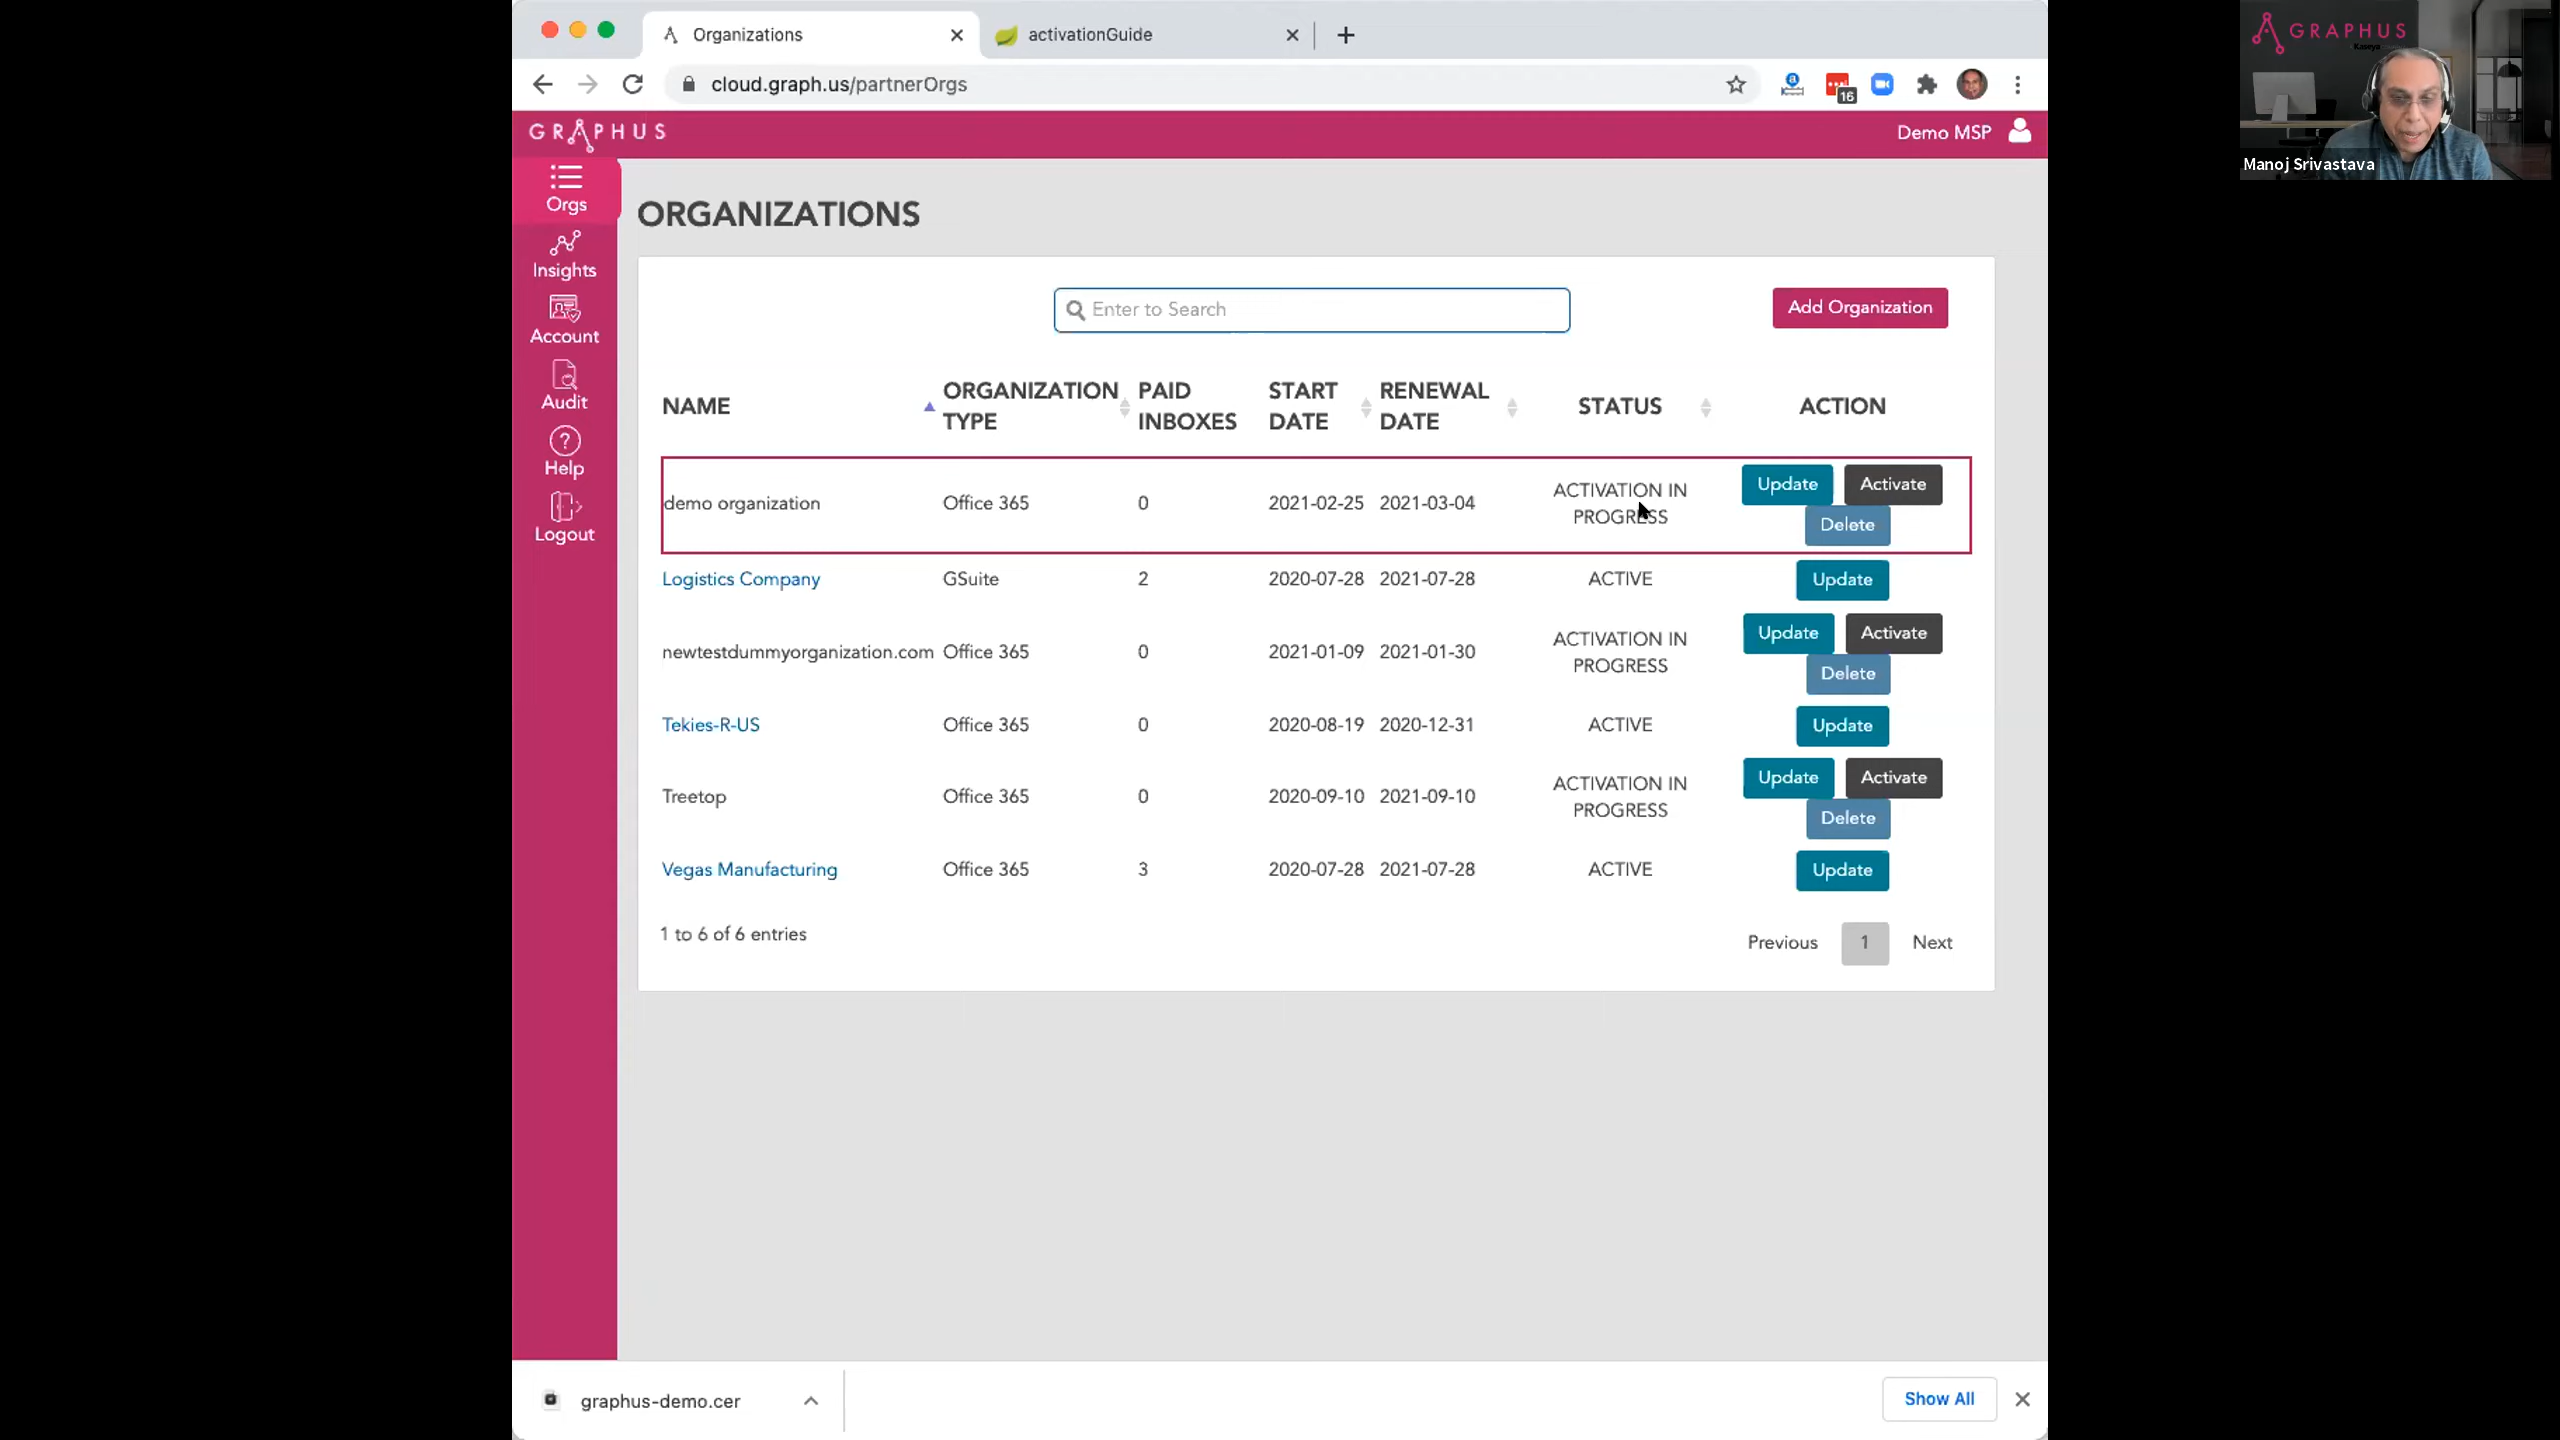 Organizations
activationGuide
cloud.graph.us/partnerOrgs
16
GRAPHUS
Demo MSP
GRAPHUS
Kaseya
Manoj Srivastava
Orgs
Insights
Account
Audit
Help
Logout
ORGANIZATIONS
Enter to Search
Add Organization
NAME ORGANIZATION TYPE PAID INBOXES START DATE RENEWAL DATE STATUS ACTION
demo organization Office 365 0 2021-02-25 2021-03-04 ACTIVATION IN PROGRESS Update Activate Delete
Logistics Company GSuite 2 2020-07-28 2021-07-28 ACTIVE Update
newtestdummyorganization.com Office 365 0 2021-01-09 2021-01-30 ACTIVATION IN PROGRESS Update Activate Delete
Tekies-R-US Office 365 0 2020-08-19 2020-12-31 ACTIVE Update
Treetop Office 365 0 2020-09-10 2021-09-10 ACTIVATION IN PROGRESS Update Activate Delete
Vegas Manufacturing Office 365 3 2020-07-28 2021-07-28 ACTIVE Update
1 to 6 of 6 entries
Previous 1 Next
graphus-demo.cer
Show All